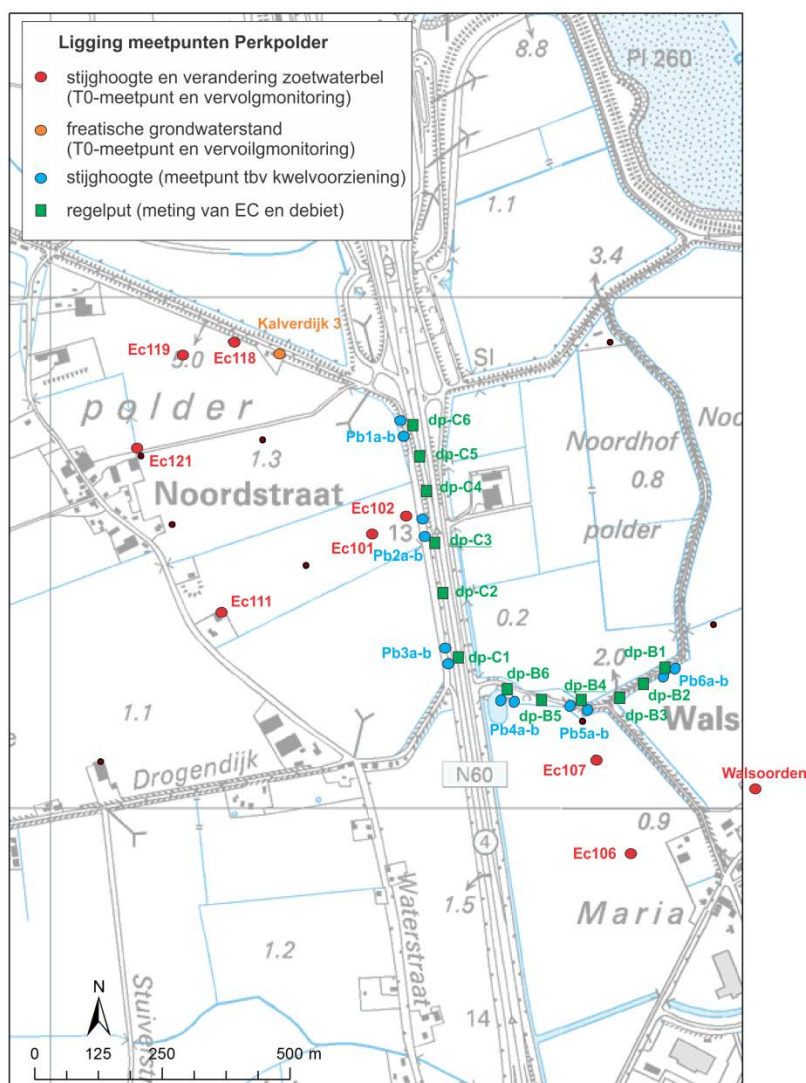 Ligging meetpunten Perkpolder
stijghoogte en verandering zoetwaterbel
(T0-meetpunt en vervolgmonitoring)
freatische grondwaterstand
(T0-meetpunt en vervoilgmonitoring)
stijghoogte (meetpunt tbv kwelvoorziening)
regelput (meting van EC en debiet)
8.8
Pl 260
1.1
3.4
Kalverdijk 3
Ec119
Ec118
5.0
Sl
polder
dp-C6
Pb1a-b
Noordhof
dp-C5
Ec121
1.3
0.8
Noordstraat
dp-C4
Ec102
13
polder
Ec101
dp-C3
Pb2a-b
dp-C2
Ec111
0.2
Pb3a-b
dp-C1
dp-B1
2.0
dp-B6
dp-B4
Pb6a-b
dp-B2
1.1
dp-B5
dp-B3
Pb4a-b
Pb5a-b
Wals
Drogendijk
N60
Ec107
Walsoorden
4
0.9
Ec106
Waterstraat
1.5
Maria
1.2
Stuiverstr
14
N
0 125 250 500 m